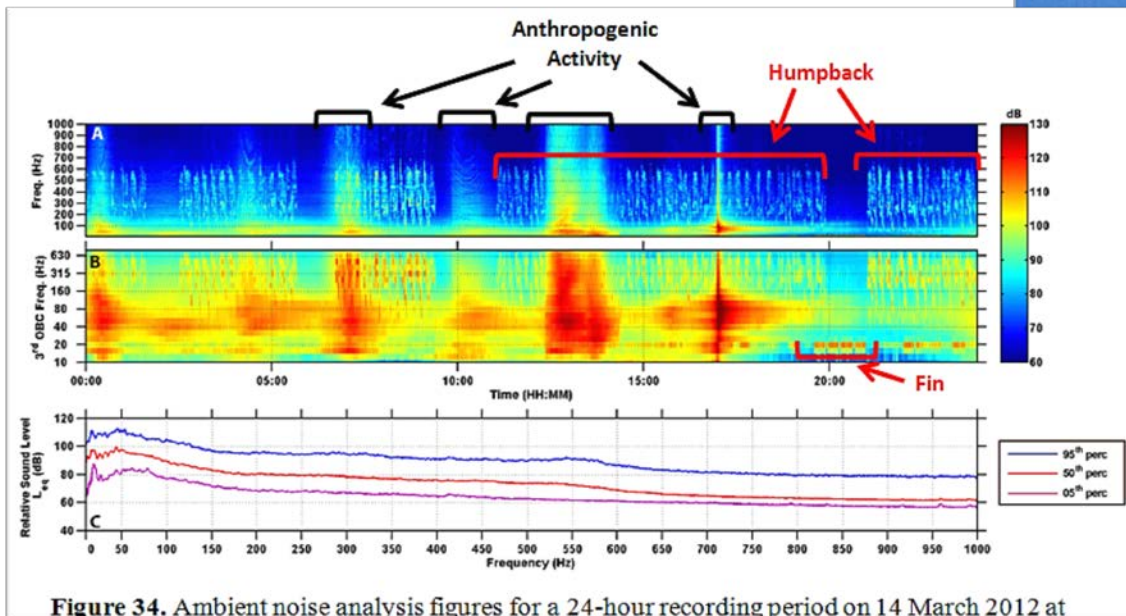 Anthropogenic
Activity
Humpback
A
Freq. (Hz)
1000
900
800
700
600
500
400
300
200
100
dB
130
120
110
100
90
80
70
60
B
3rd OBC Freq. (Hz)
630
315
160
80
40
20
10
00:00 05:00 10:00 15:00 20:00
Time (HH:MM)
Fin
Relative Sound Level
Leq (dB)
120
100
80
60
40
C
0 50 100 150 200 250 300 350 400 450 500 550 600 650 700 750 800 850 900 950 1000
Frequency (Hz)
95th perc
50th perc
05th perc
Figure 34. Ambient noise analysis figures for a 24-hour recording period on 14 March 2012 at